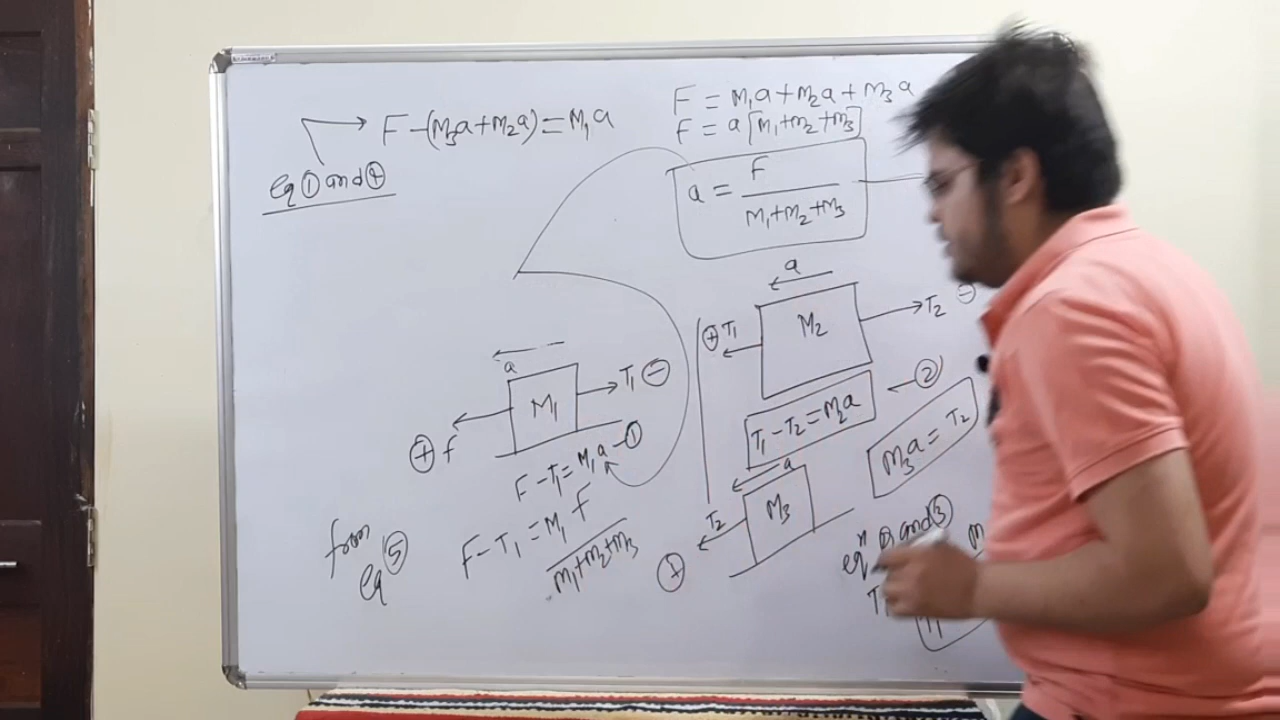 F - (M₃a + M₂a) = M₁a
eq ① and ④
F = M₁a + M₂a + M₃a
f = a[M₁+M₂+M₃]
a = F / M₁+M₂+M₃
a
M₂
⊕ T₁
T₂ ⊖
T₁ - T₂ = M₂a
②
M₃a = T₂
a
M₁
T₁ ⊖
⊕ f
F - T₁ = M₁a - ①
from eq ⑤
F - T₁ = M₁ F / M₁+M₂+M₃
a
M₃
T₂
⊕
eqⁿ ② and ③